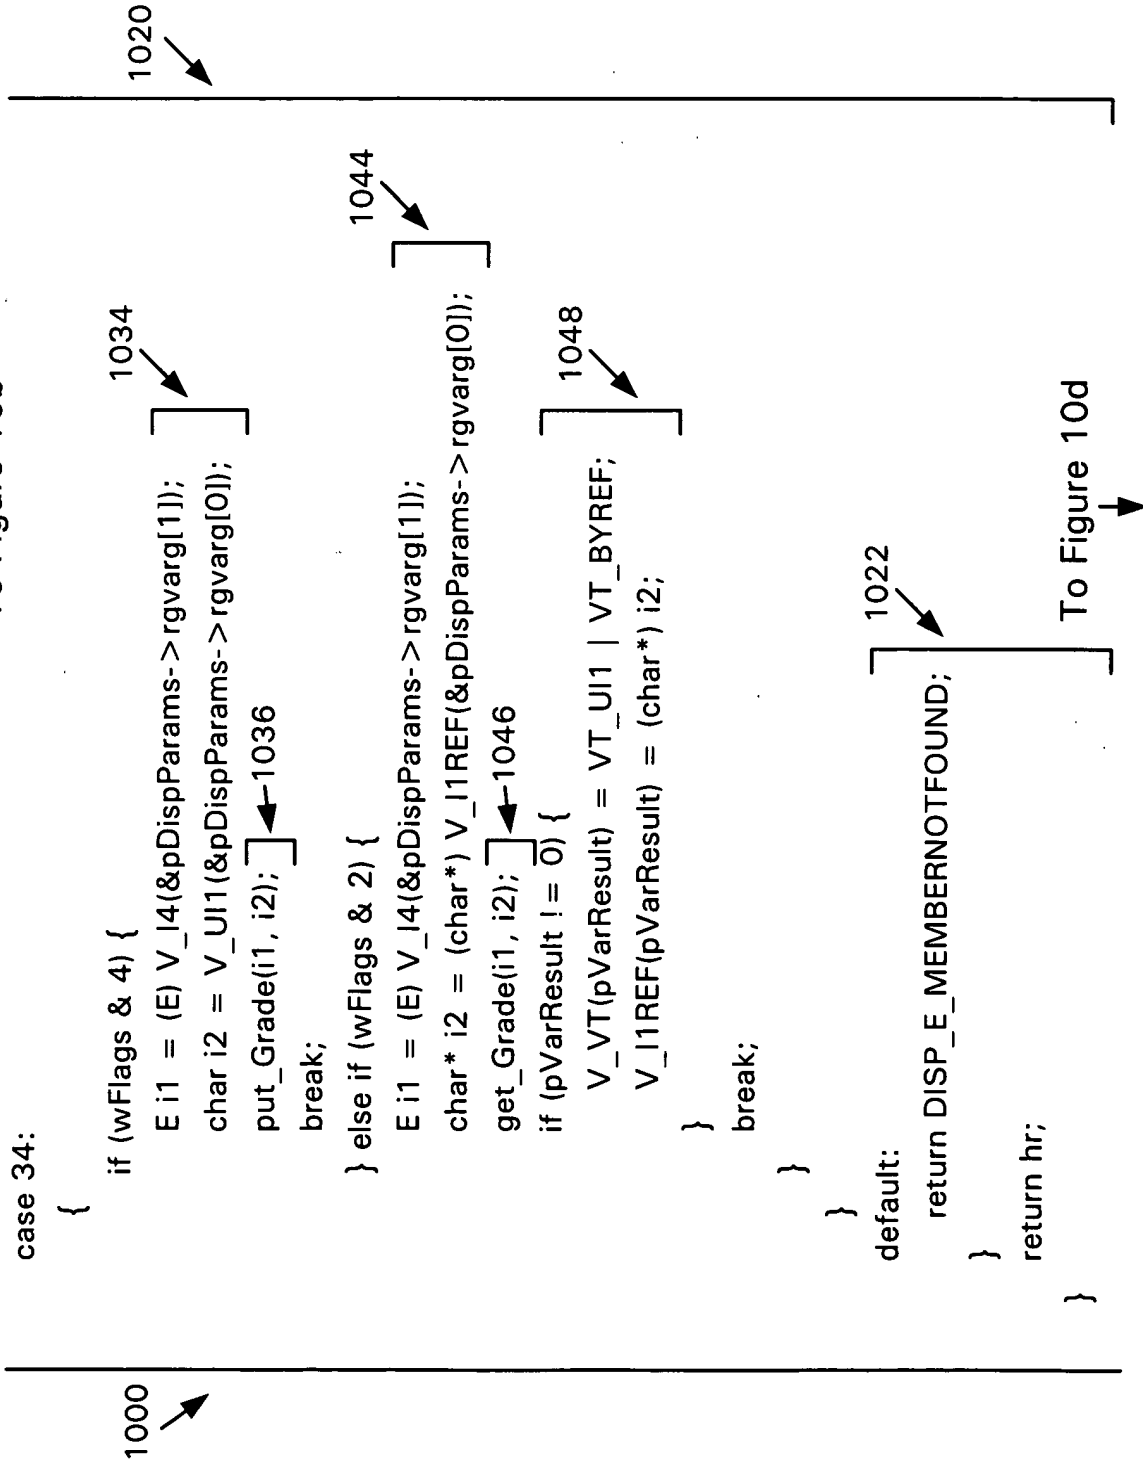 1000
1020
case 34:
{
if (wFlags & 4) {
E i1 = (E) V_I4(&pDispParams->rgvarg[1]);
char i2 = V_UI1(&pDispParams->rgvarg[0]);
1034
put_Grade(i1, i2);
1036
break;
} else if (wFlags & 2) {
E i1 = (E) V_I4(&pDispParams->rgvarg[1]);
char* i2 = (char*) V_I1REF(&pDispParams->rgvarg[0]);
1044
get_Grade(i1, i2);
1046
if (pVarResult != 0) {
V_VT(pVarResult) = VT_UI1 | VT_BYREF;
V_I1REF(pVarResult) = (char*) i2;
1048
}
break;
}
}
default:
return DISP_E_MEMBERNOTFOUND;
1022
}
return hr;
}
To Figure 10d